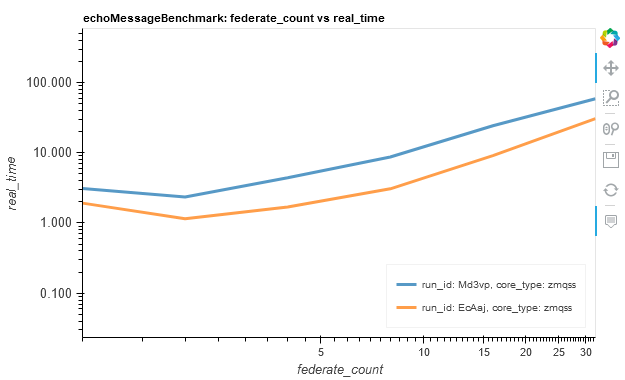 echoMessageBenchmark: federate_count vs real_time
100.000
10.000
1.000
0.100
real_time
run_id: Md3vp, core_type: zmqss
run_id: EcAaj, core_type: zmqss
5 10 15 20 25 30
federate_count